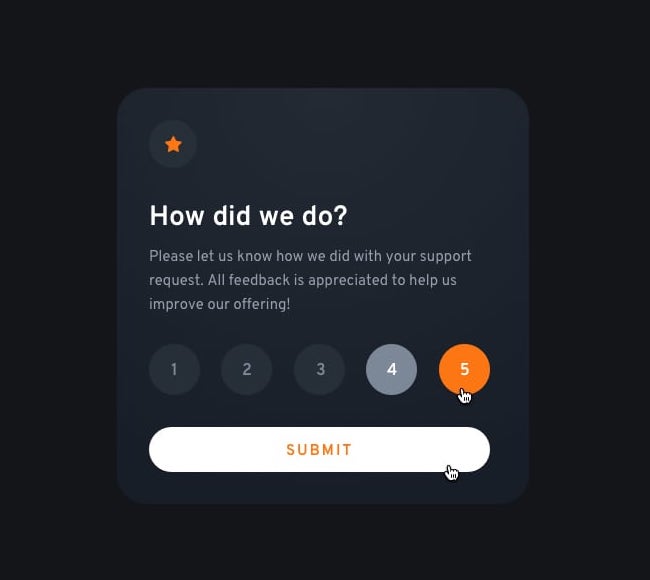 How did we do?
Please let us know how we did with your support
request. All feedback is appreciated to help us
improve our offering!
1 2 3 4 5
SUBMIT